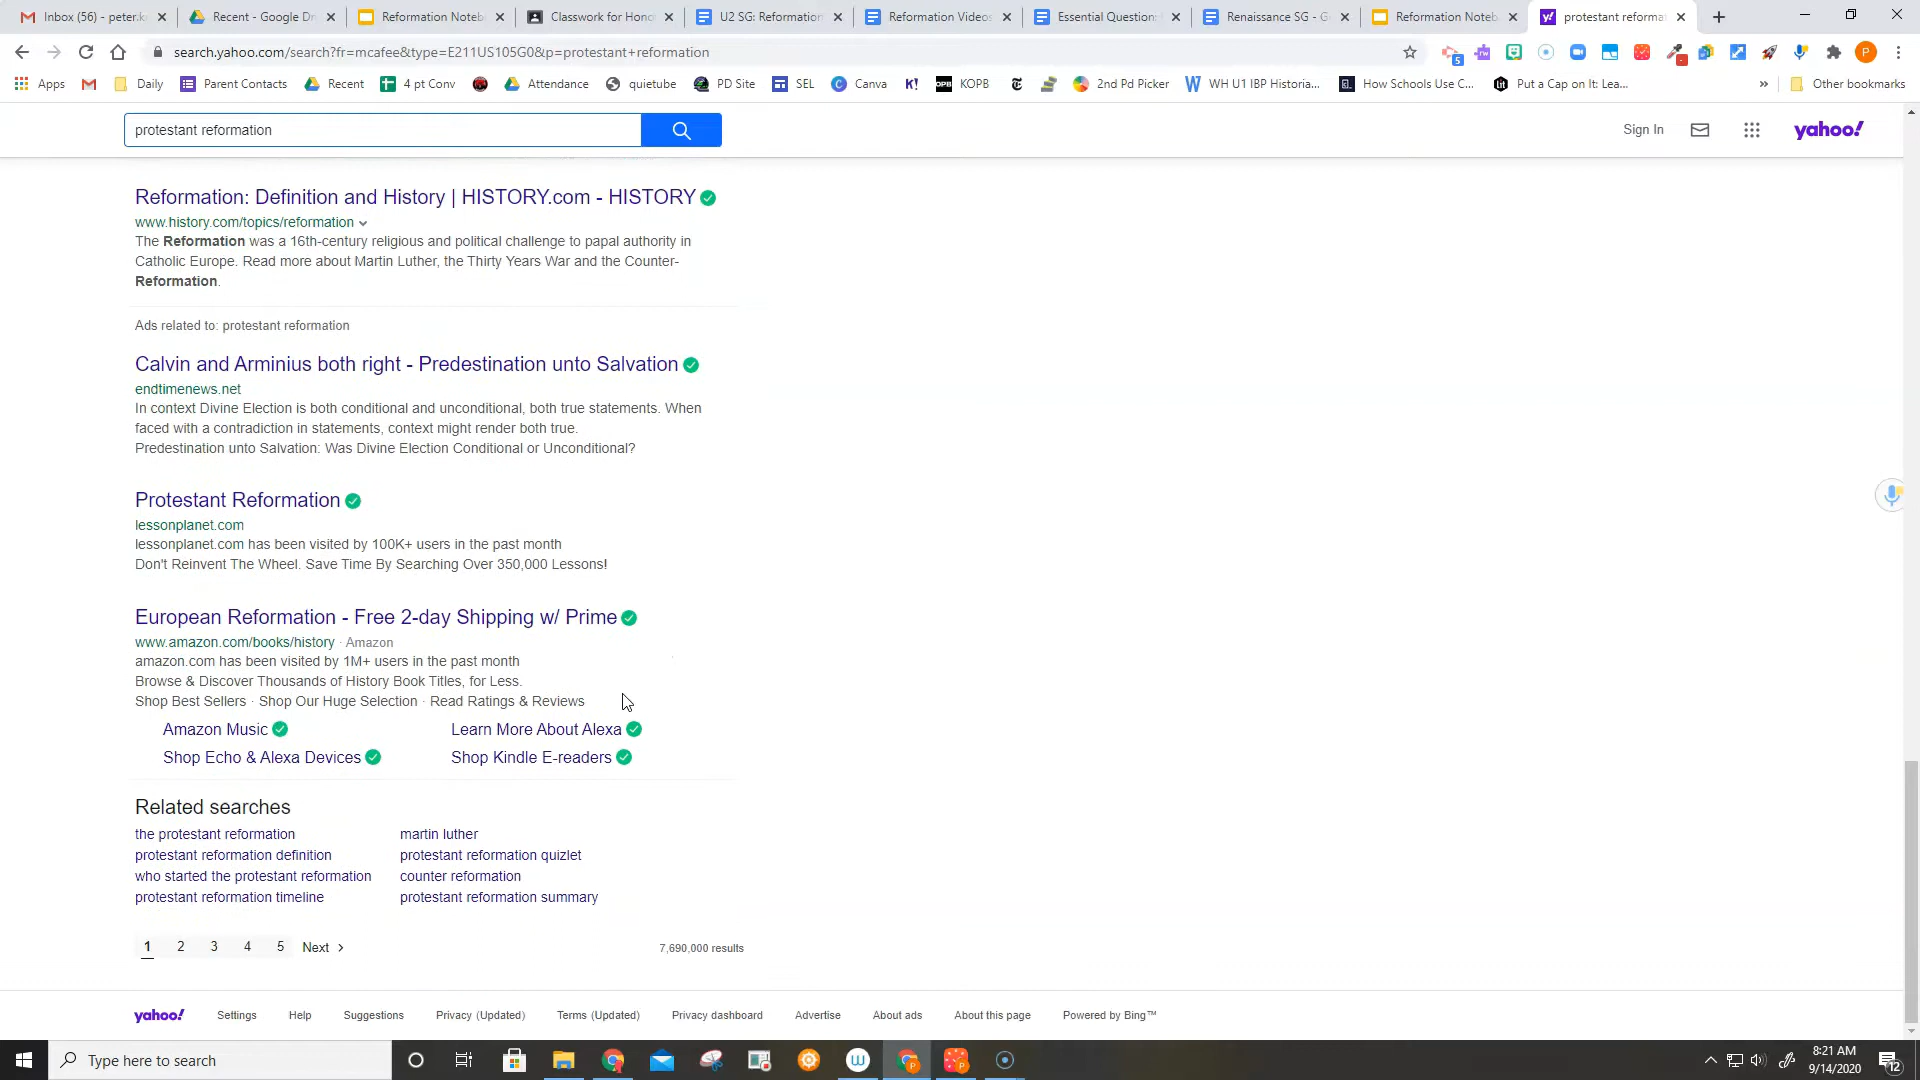 Inbox (56) - peter.k
Recent - Google Dr
Reformation Noteb
Classwork for Hono
U2 SG: Reformation
Reformation Videos
Essential Question:
Renaissance SG - G
Reformation Noteb
protestant reforma
search.yahoo.com/search?fr=mcafee&type=E211US105G0&p=protestant+reformation
5
P
Apps
Daily
Parent Contacts
Recent
4 pt Conv
Attendance
quietube
PD Site
SEL
Canva
K!
OPB
KOPB
2nd Pd Picker
WH U1 IBP Historia...
How Schools Use C...
Put a Cap on It: Lea...
»
Other bookmarks
protestant reformation
Sign In
yahoo!
Reformation: Definition and History | HISTORY.com - HISTORY
www.history.com/topics/reformation
The Reformation was a 16th-century religious and political challenge to papal authority in
Catholic Europe. Read more about Martin Luther, the Thirty Years War and the Counter-
Reformation.
Ads related to: protestant reformation
Calvin and Arminius both right - Predestination unto Salvation
endtimenews.net
In context Divine Election is both conditional and unconditional, both true statements. When
faced with a contradiction in statements, context might render both true.
Predestination unto Salvation: Was Divine Election Conditional or Unconditional?
Protestant Reformation
lessonplanet.com
lessonplanet.com has been visited by 100K+ users in the past month
Don't Reinvent The Wheel. Save Time By Searching Over 350,000 Lessons!
European Reformation - Free 2-day Shipping w/ Prime
www.amazon.com/books/history · Amazon
amazon.com has been visited by 1M+ users in the past month
Browse & Discover Thousands of History Book Titles, for Less.
Shop Best Sellers · Shop Our Huge Selection · Read Ratings & Reviews
Amazon Music
Learn More About Alexa
Shop Echo & Alexa Devices
Shop Kindle E-readers
Related searches
the protestant reformation
martin luther
protestant reformation definition
protestant reformation quizlet
who started the protestant reformation
counter reformation
protestant reformation timeline
protestant reformation summary
1 2 3 4 5 Next >
7,690,000 results
yahoo!
Settings
Help
Suggestions
Privacy (Updated)
Terms (Updated)
Privacy dashboard
Advertise
About ads
About this page
Powered by Bing™
Type here to search
8:21 AM
9/14/2020
12